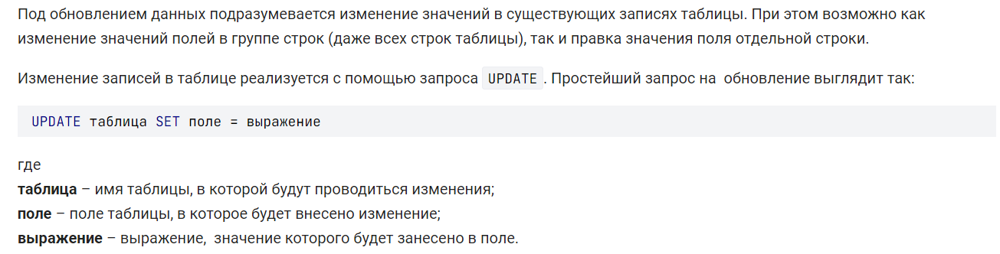 Под обновлением данных подразумевается изменение значений в существующих записях таблицы. При этом возможно как
изменение значений полей в группе строк (даже всех строк таблицы), так и правка значения поля отдельной строки.
Изменение записей в таблице реализуется с помощью запроса UPDATE. Простейший запрос на обновление выглядит так:
UPDATE таблица SET поле = выражение
где
таблица – имя таблицы, в которой будут проводиться изменения;
поле – поле таблицы, в которое будет внесено изменение;
выражение – выражение, значение которого будет занесено в поле.